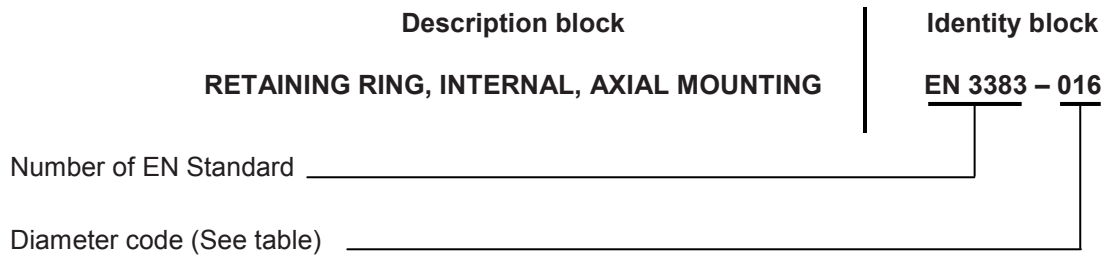 Description block Identity block
RETAINING RING, INTERNAL, AXIAL MOUNTING EN 3383 – 016
Number of EN Standard
Diameter code (See table)